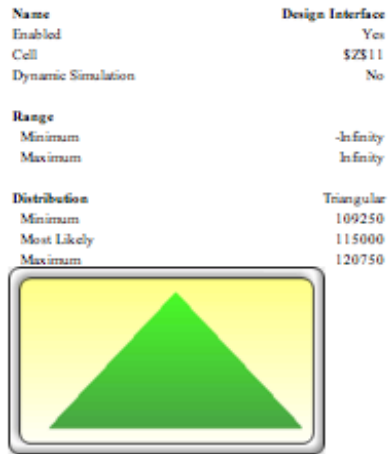 Name Design Interface
Enabled Yes
Cell $Z$11
Dynamic Simulation No
Range
Minimum -Infinity
Maximum Infinity
Distribution Triangular
Minimum 109250
Most Likely 115000
Maximum 120750